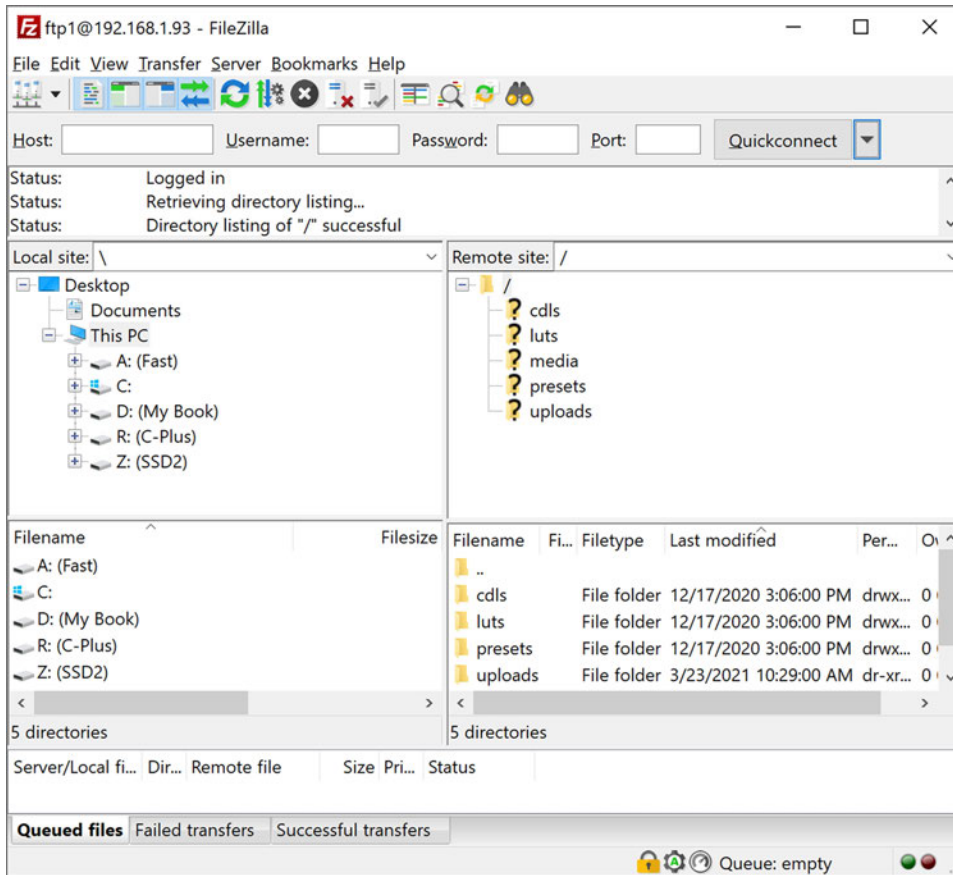 ftp1@192.168.1.93 - FileZilla
File Edit View Transfer Server Bookmarks Help
Host: Username: Password: Port: Quickconnect
Status: Logged in
Status: Retrieving directory listing...
Status: Directory listing of "/" successful
Local site: \
Desktop
Documents
This PC
A: (Fast)
C:
D: (My Book)
R: (C-Plus)
Z: (SSD2)
Remote site: /
/
cdls
luts
media
presets
uploads
Filename Filesize
A: (Fast)
C:
D: (My Book)
R: (C-Plus)
Z: (SSD2)
5 directories
Filename Fi... Filetype Last modified Per...
..
cdls File folder 12/17/2020 3:06:00 PM drwx... 0
luts File folder 12/17/2020 3:06:00 PM drwx... 0
presets File folder 12/17/2020 3:06:00 PM drwx... 0
uploads File folder 3/23/2021 10:29:00 AM dr-xr... 0
5 directories
Server/Local fi... Dir... Remote file Size Pri... Status
Queued files Failed transfers Successful transfers
Queue: empty